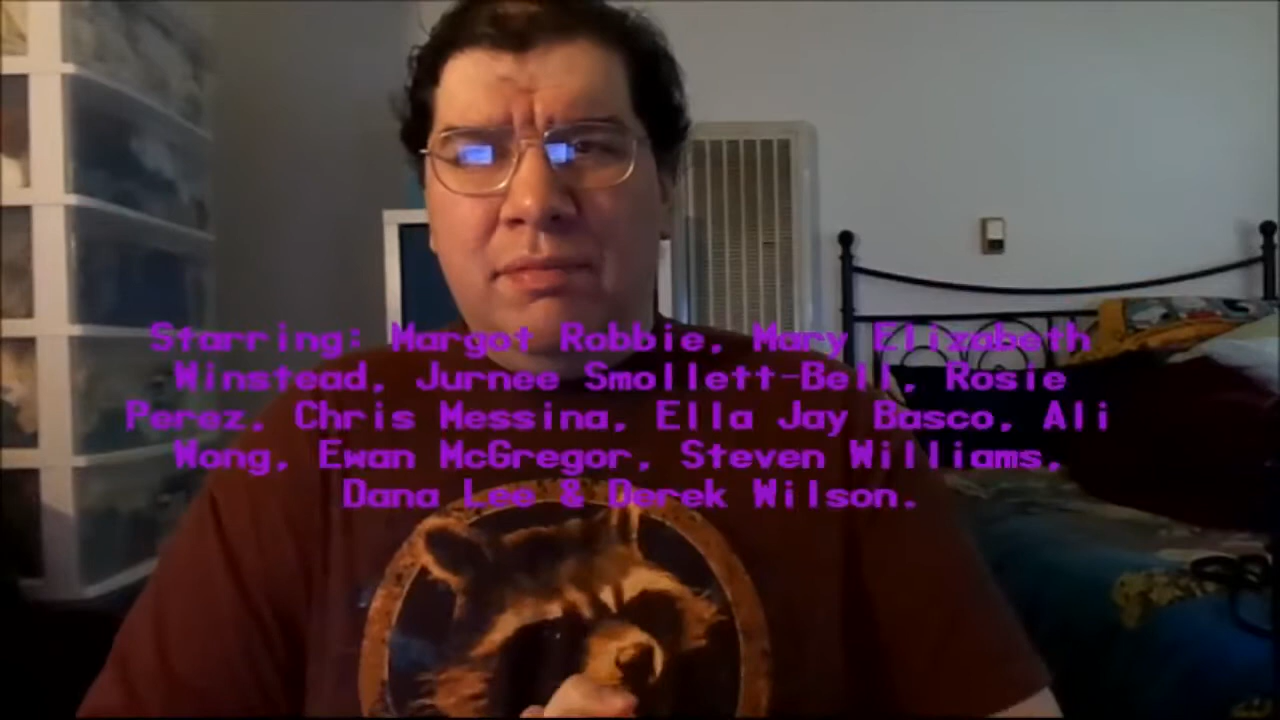 Starring: Margot Robbie, Mary Elizabeth
Winstead, Jurnee Smollett-Bell, Rosie
Perez, Chris Messina, Ella Jay Basco, Ali
Wong, Ewan McGregor, Steven Williams,
Dana Lee & Derek Wilson.